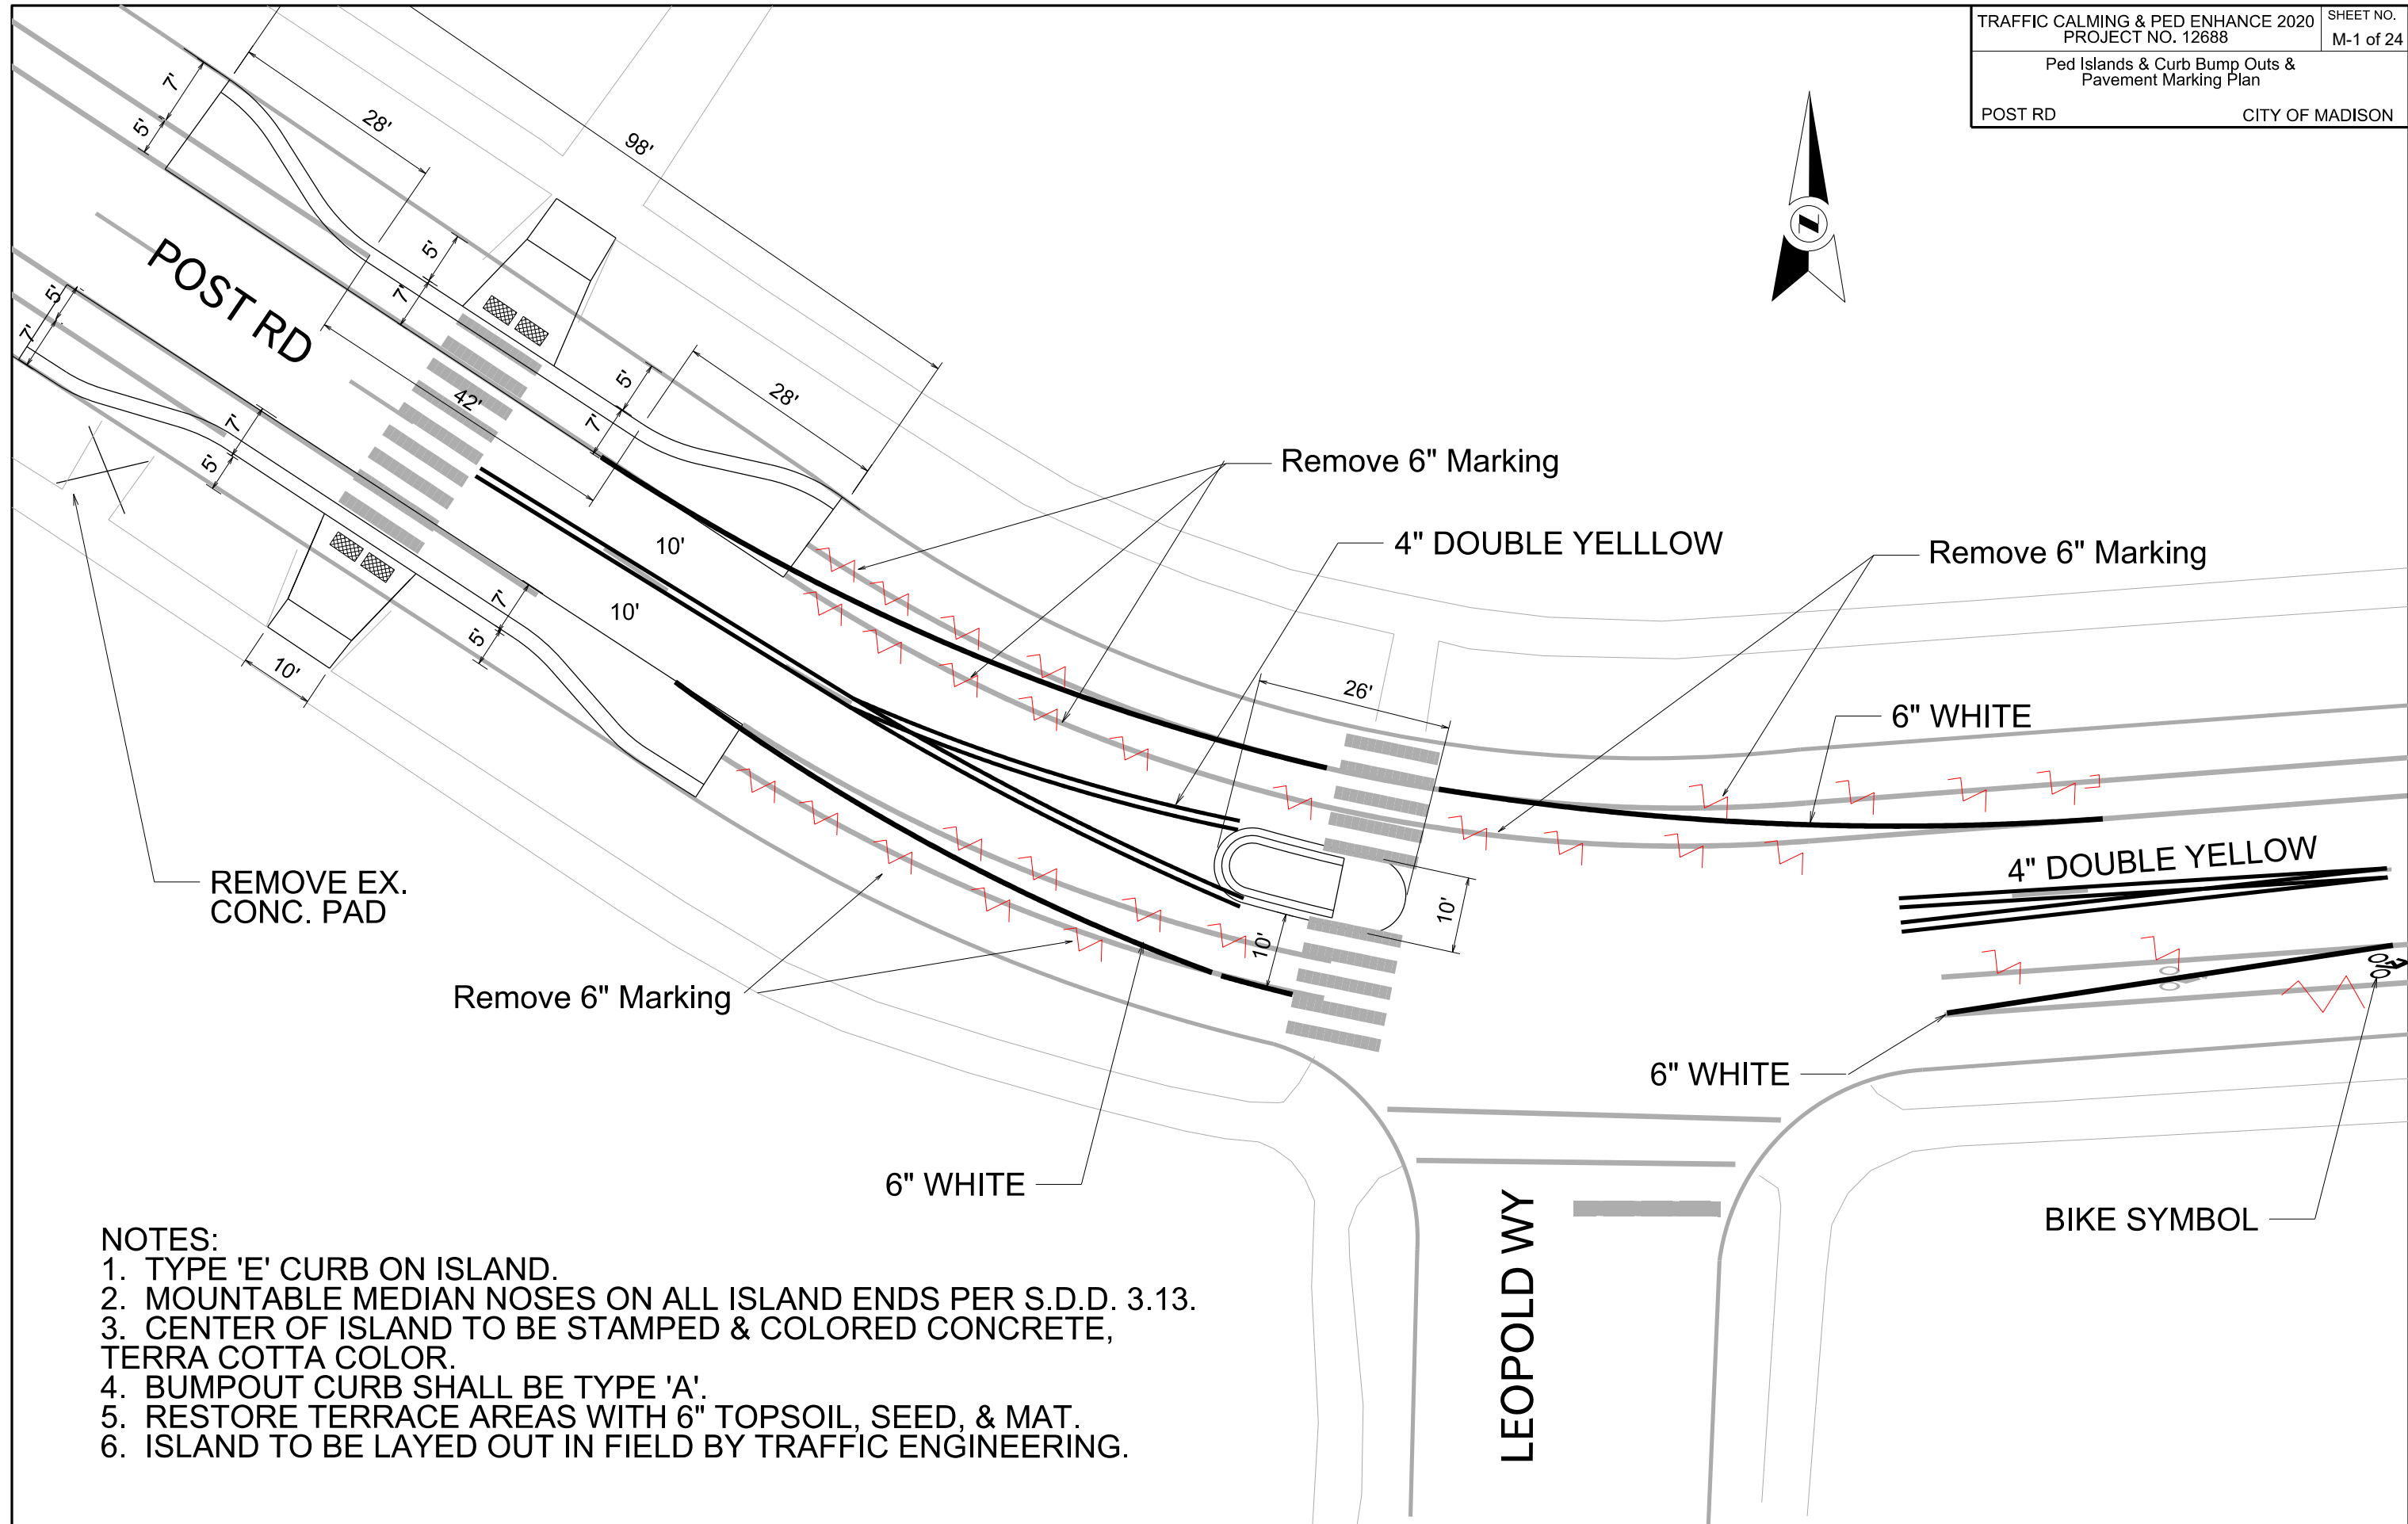 TRAFFIC CALMING & PED ENHANCE 2020
PROJECT NO. 12688
SHEET NO.
M-1 of 24
Ped Islands & Curb Bump Outs &
Pavement Marking Plan
POST RD
CITY OF MADISON
7'
5'
28'
98'
N
POST RD
5'
7'
5'
7'
42'
5'
7'
28'
7'
5'
10'
10'
7'
5'
10'
Remove 6" Marking
4" DOUBLE YELLLOW
Remove 6" Marking
26'
6" WHITE
4" DOUBLE YELLOW
10'
10'
REMOVE EX.
CONC. PAD
Remove 6" Marking
6" WHITE
6" WHITE
BIKE SYMBOL
LEOPOLD WY
NOTES:
1. TYPE 'E' CURB ON ISLAND.
2. MOUNTABLE MEDIAN NOSES ON ALL ISLAND ENDS PER S.D.D. 3.13.
3. CENTER OF ISLAND TO BE STAMPED & COLORED CONCRETE,
TERRA COTTA COLOR.
4. BUMPOUT CURB SHALL BE TYPE 'A'.
5. RESTORE TERRACE AREAS WITH 6" TOPSOIL, SEED, & MAT.
6. ISLAND TO BE LAYED OUT IN FIELD BY TRAFFIC ENGINEERING.